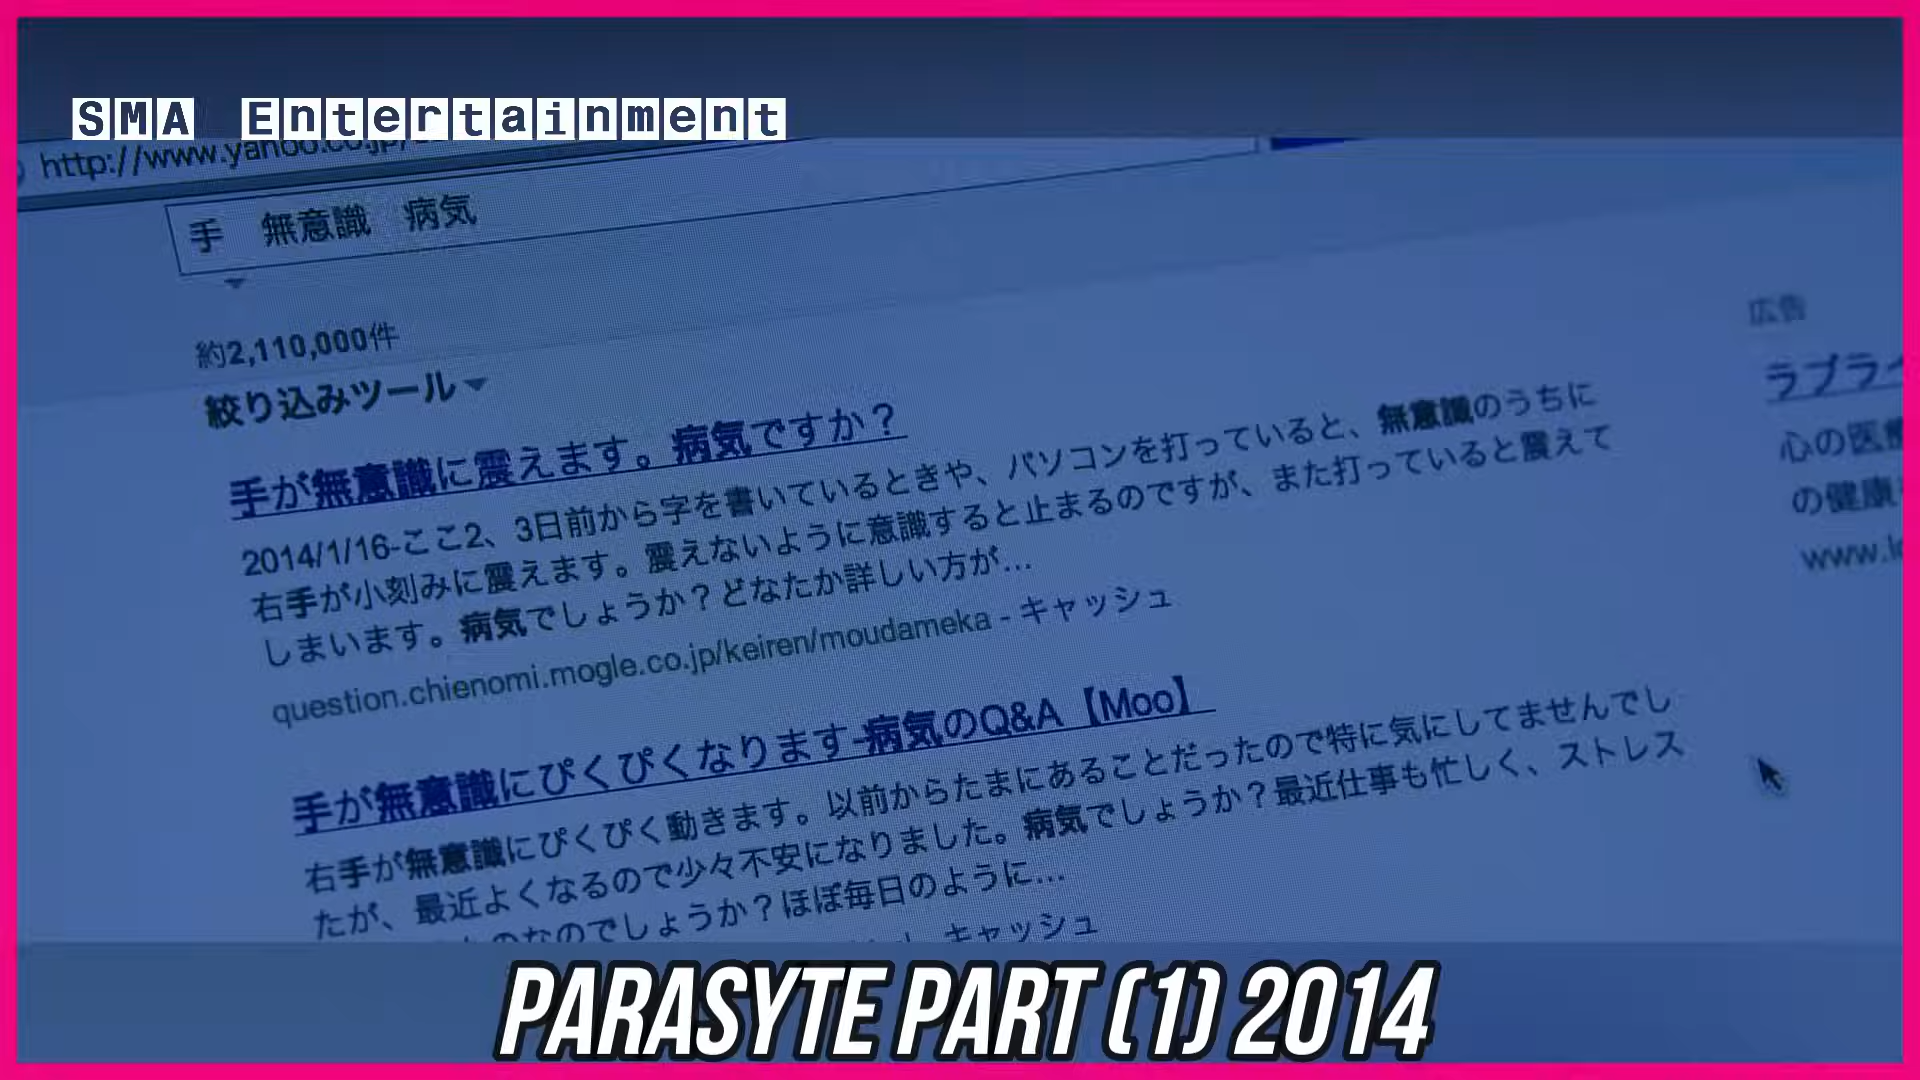 SMA Entertainment
http://www.yahoo.co.jp/
手　無意識　病気
約2,110,000件
絞り込みツール
広告
手が無意識に震えます。病気ですか？
2014/1/16-ここ2、3日前から字を書いているときや、パソコンを打っていると、無意識のうちに
右手が小刻みに震えます。震えないように意識すると止まるのですが、また打っていると震えて
しまいます。病気でしょうか？どなたか詳しい方が...
question.chienomi.mogle.co.jp/keiren/moudameka - キャッシュ
ラブライ
心の医療
の健康
www.
手が無意識にぴくぴくなります-病気のQ&A【Moo】
右手が無意識にぴくぴく動きます。以前からたまにあることだったので特に気にしてませんでし
たが、最近よくなるので少々不安になりました。病気でしょうか？最近仕事も忙しく、ストレス
なのでしょうか？ほぼ毎日のように...
キャッシュ
PARASYTE PART (1) 2014